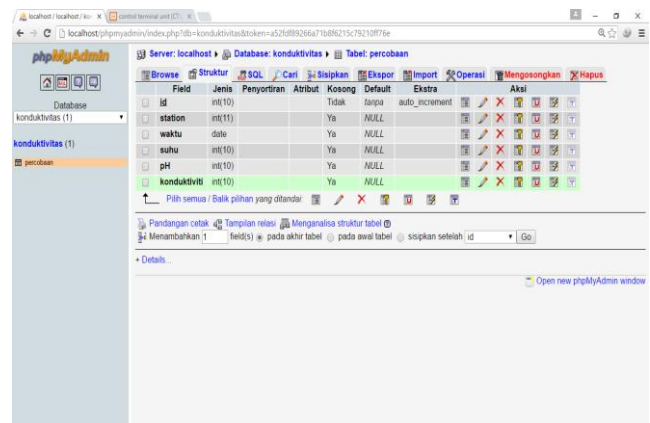 localhost / localhost / kon
control terminal unit (CT
localhost/phpmyadmin/index.php?db=konduktivitas&token=a52fdf89266a71b8f6215c79210ff76e
phpMyAdmin
Database
konduktivitas (1)
konduktivitas (1)
percobaan
Server: localhost ▸ Database: konduktivitas ▸ Tabel: percobaan
Browse Struktur SQL Cari Sisipkan Ekspor Import Operasi Mengosongkan Hapus
Field Jenis Penyortiran Atribut Kosong Default Ekstra Aksi
id int(10) Tidak tanpa auto_increment
station int(11) Ya NULL
waktu date Ya NULL
suhu int(10) Ya NULL
pH int(10) Ya NULL
konduktiviti int(10) Ya NULL
Pilih semua / Balik pilihan yang ditandai:
Pandangan cetak Tampilan relasi Menganalisa struktur tabel
Menambahkan 1 field(s) pada akhir tabel pada awal tabel sisipkan setelah id Go
+ Details...
Open new phpMyAdmin window